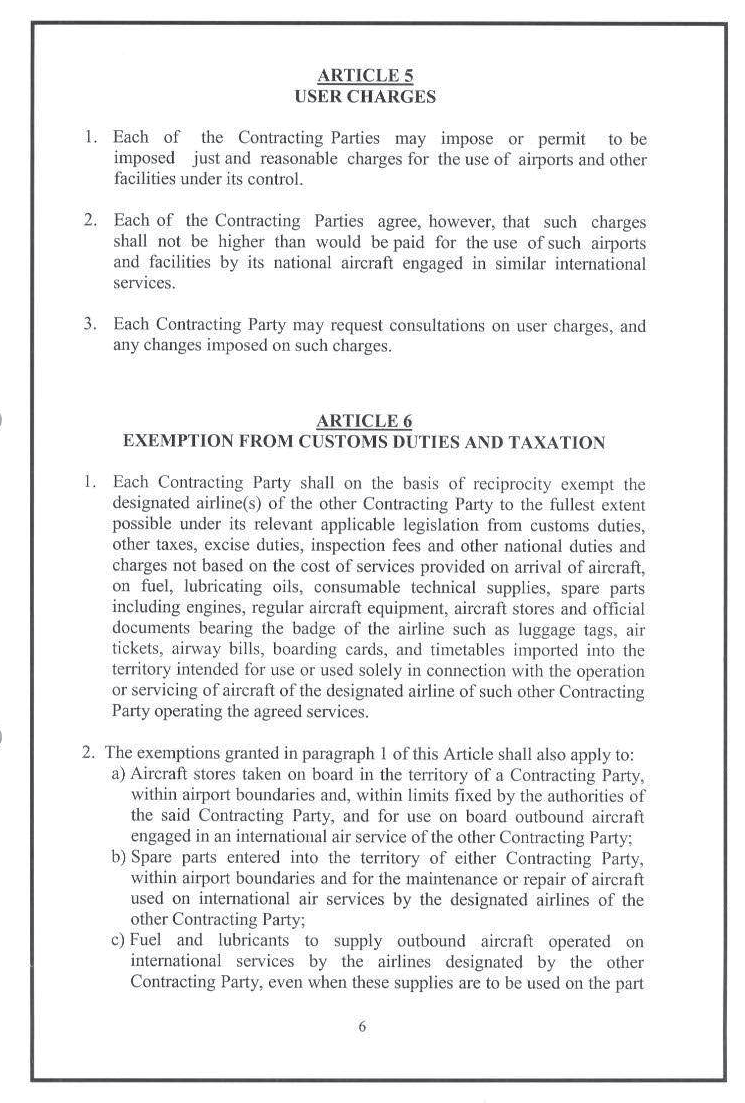 ARTICLE 5
USER CHARGES
1. Each of the Contracting Parties may impose or permit to be
imposed just and reasonable charges for the use of airports and other
facilities under its control.
2. Each of the Contracting Parties agree, however, that such charges
shall not be higher than would be paid for the use of such airports
and facilities by its national aircraft engaged in similar international
services.
3. Each Contracting Party may request consultations on user charges, and
any changes imposed on such charges.
ARTICLE 6
EXEMPTION FROM CUSTOMS DUTIES AND TAXATION
1. Each Contracting Party shall on the basis of reciprocity exempt the
designated airline(s) of the other Contracting Party to the fullest extent
possible under its relevant applicable legislation from customs duties,
other taxes, excise duties, inspection fees and other national duties and
charges not based on the cost of services provided on arrival of aircraft,
on fuel, lubricating oils, consumable technical supplies, spare parts
including engines, regular aircraft equipment, aircraft stores and official
documents bearing the badge of the airline such as luggage tags, air
tickets, airway bills, boarding cards, and timetables imported into the
territory intended for use or used solely in connection with the operation
or servicing of aircraft of the designated airline of such other Contracting
Party operating the agreed services.
2. The exemptions granted in paragraph 1 of this Article shall also apply to:
a) Aircraft stores taken on board in the territory of a Contracting Party,
within airport boundaries and, within limits fixed by the authorities of
the said Contracting Party, and for use on board outbound aircraft
engaged in an international air service of the other Contracting Party;
b) Spare parts entered into the territory of either Contracting Party,
within airport boundaries and for the maintenance or repair of aircraft
used on international air services by the designated airlines of the
other Contracting Party;
c) Fuel and lubricants to supply outbound aircraft operated on
international services by the airlines designated by the other
Contracting Party, even when these supplies are to be used on the part
6